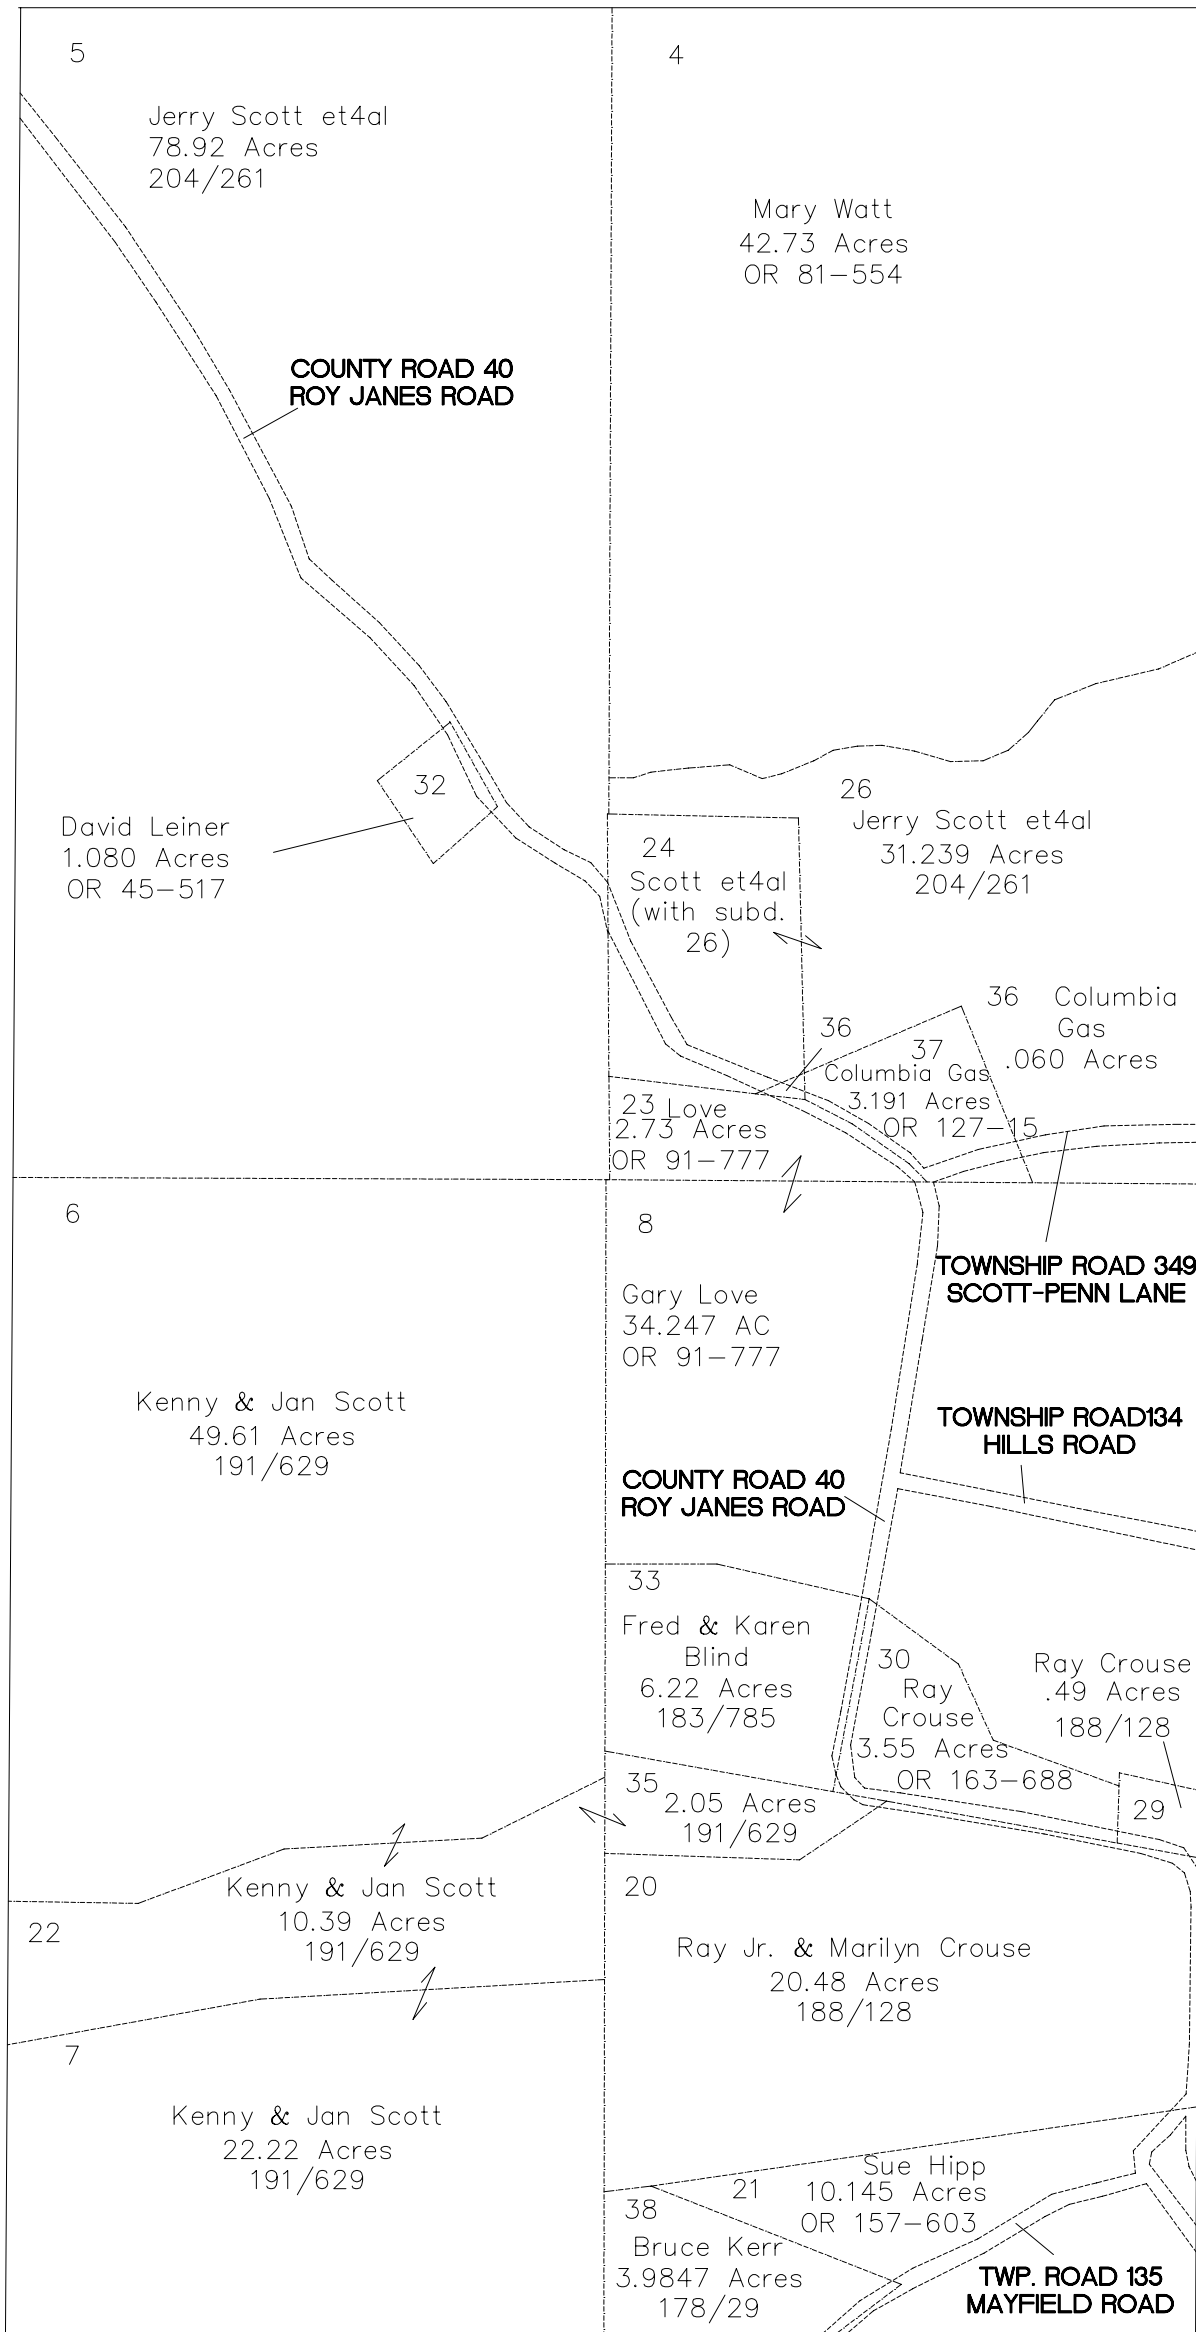 5
4
Jerry Scott et4al
78.92 Acres
204/261
Mary Watt
42.73 Acres
OR 81-554
COUNTY ROAD 40
ROY JANES ROAD
32
David Leiner
1.080 Acres
OR 45-517
26
Jerry Scott et4al
31.239 Acres
204/261
24
Scott et4al
(with subd.
26)
36 Columbia
Gas
.060 Acres
36
37
Columbia Gas
3.191 Acres
OR 127-15
23 Love
2.73 Acres
OR 91-777
6
8
TOWNSHIP ROAD 349
SCOTT-PENN LANE
Gary Love
34.247 AC
OR 91-777
Kenny & Jan Scott
49.61 Acres
191/629
TOWNSHIP ROAD134
HILLS ROAD
COUNTY ROAD 40
ROY JANES ROAD
33
Fred & Karen
Blind
6.22 Acres
183/785
30
Ray
Crouse
3.55 Acres
OR 163-688
Ray Crouse
.49 Acres
188/128
29
35
2.05 Acres
191/629
22
Kenny & Jan Scott
10.39 Acres
191/629
20
Ray Jr. & Marilyn Crouse
20.48 Acres
188/128
7
Kenny & Jan Scott
22.22 Acres
191/629
21
Sue Hipp
10.145 Acres
OR 157-603
38
Bruce Kerr
3.9847 Acres
178/29
TWP. ROAD 135
MAYFIELD ROAD